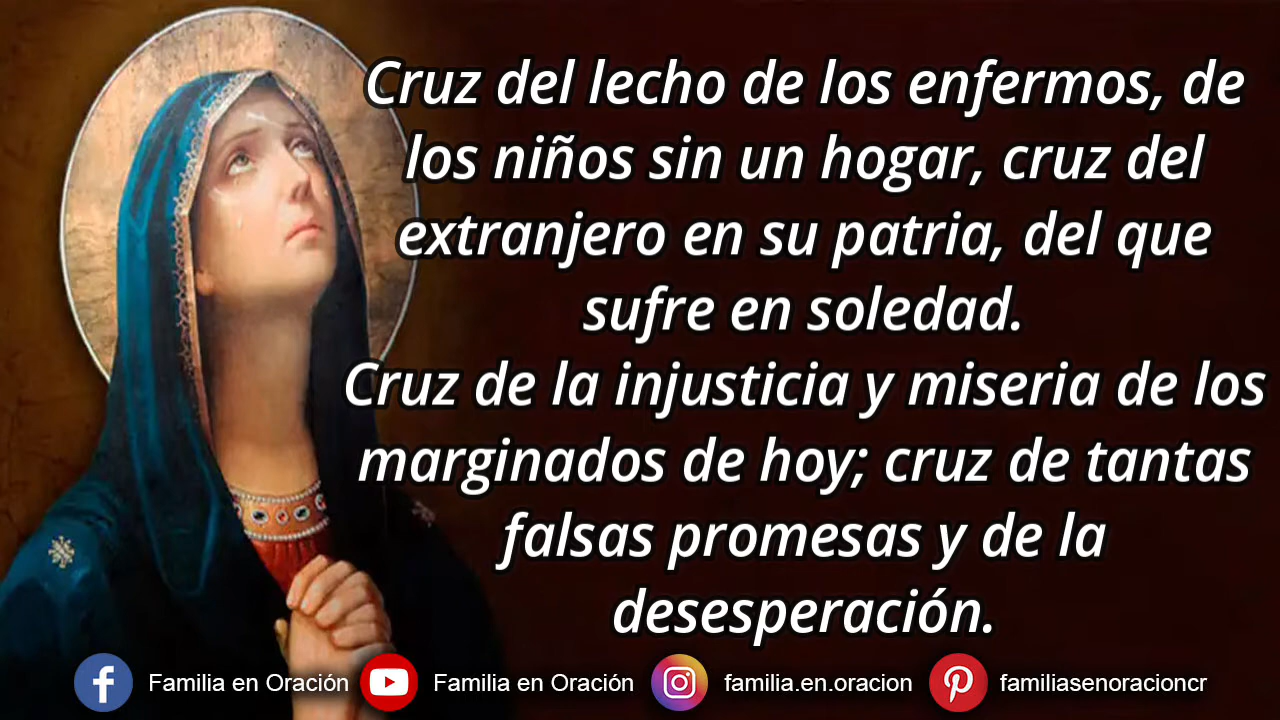 Cruz del lecho de los enfermos, de
los niños sin un hogar, cruz del
extranjero en su patria, del que
sufre en soledad.
Cruz de la injusticia y miseria de los
marginados de hoy; cruz de tantas
falsas promesas y de la
desesperación.
Familia en Oración Familia en Oración familia.en.oracion familiasenoracioncr